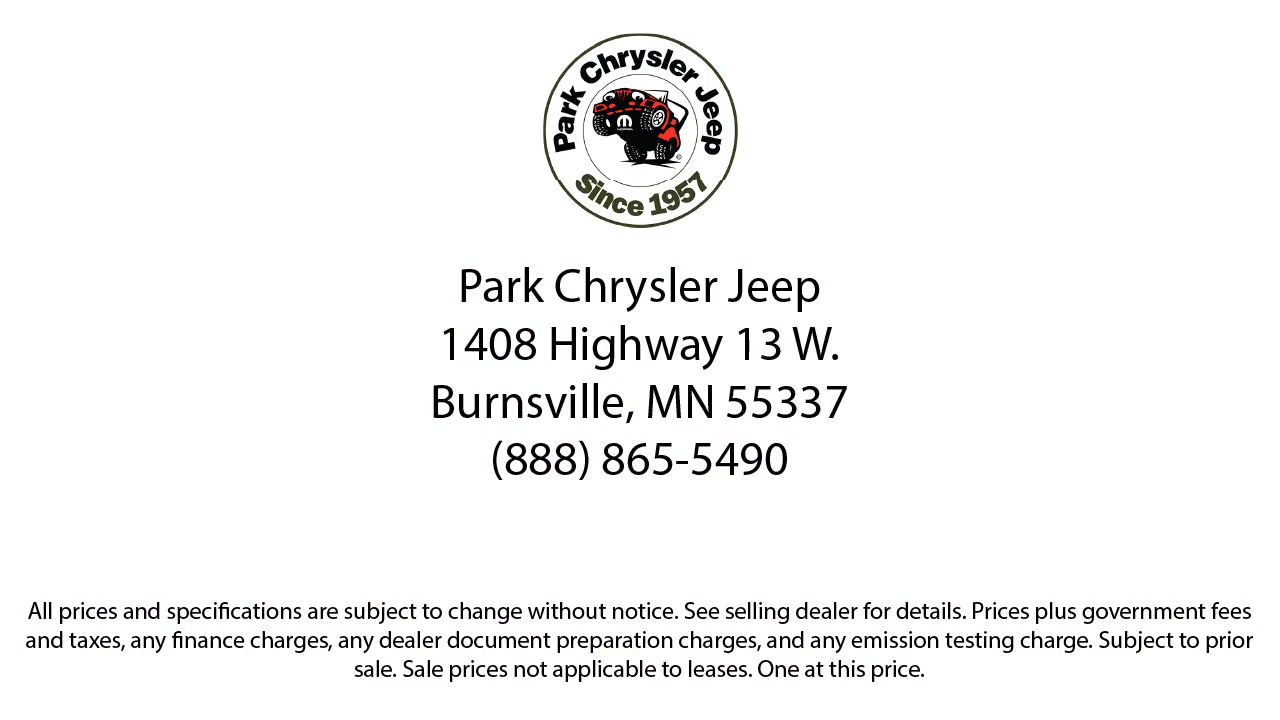 Park Chrysler Jeep
Since 1957
Park Chrysler Jeep
1408 Highway 13 W.
Burnsville, MN 55337
(888) 865-5490
All prices and specifications are subject to change without notice. See selling dealer for details. Prices plus government fees
and taxes, any finance charges, any dealer document preparation charges, and any emission testing charge. Subject to prior
sale. Sale prices not applicable to leases. One at this price.